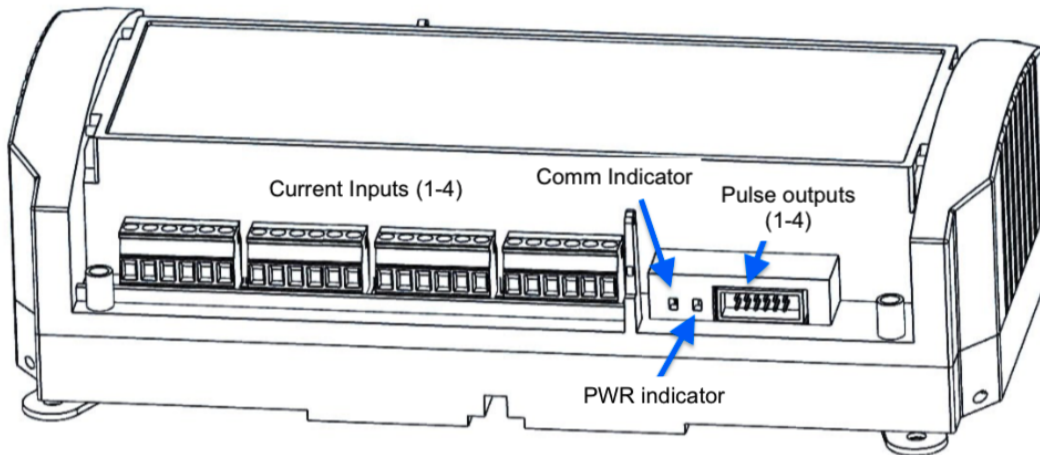 Current Inputs (1-4)
Comm Indicator
Pulse outputs
(1-4)
PWR indicator